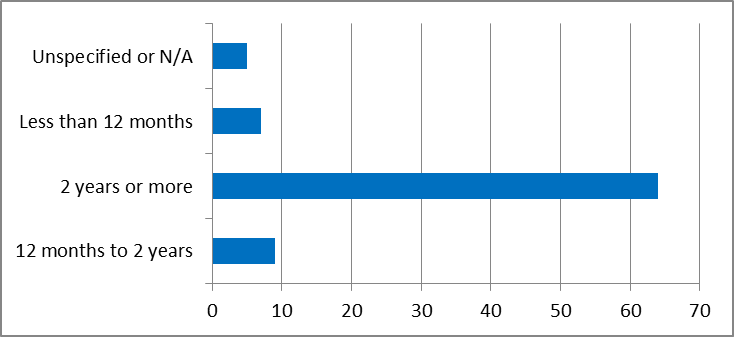 Unspecified or N/A
Less than 12 months
2 years or more
12 months to 2 years
0 10 20 30 40 50 60 70